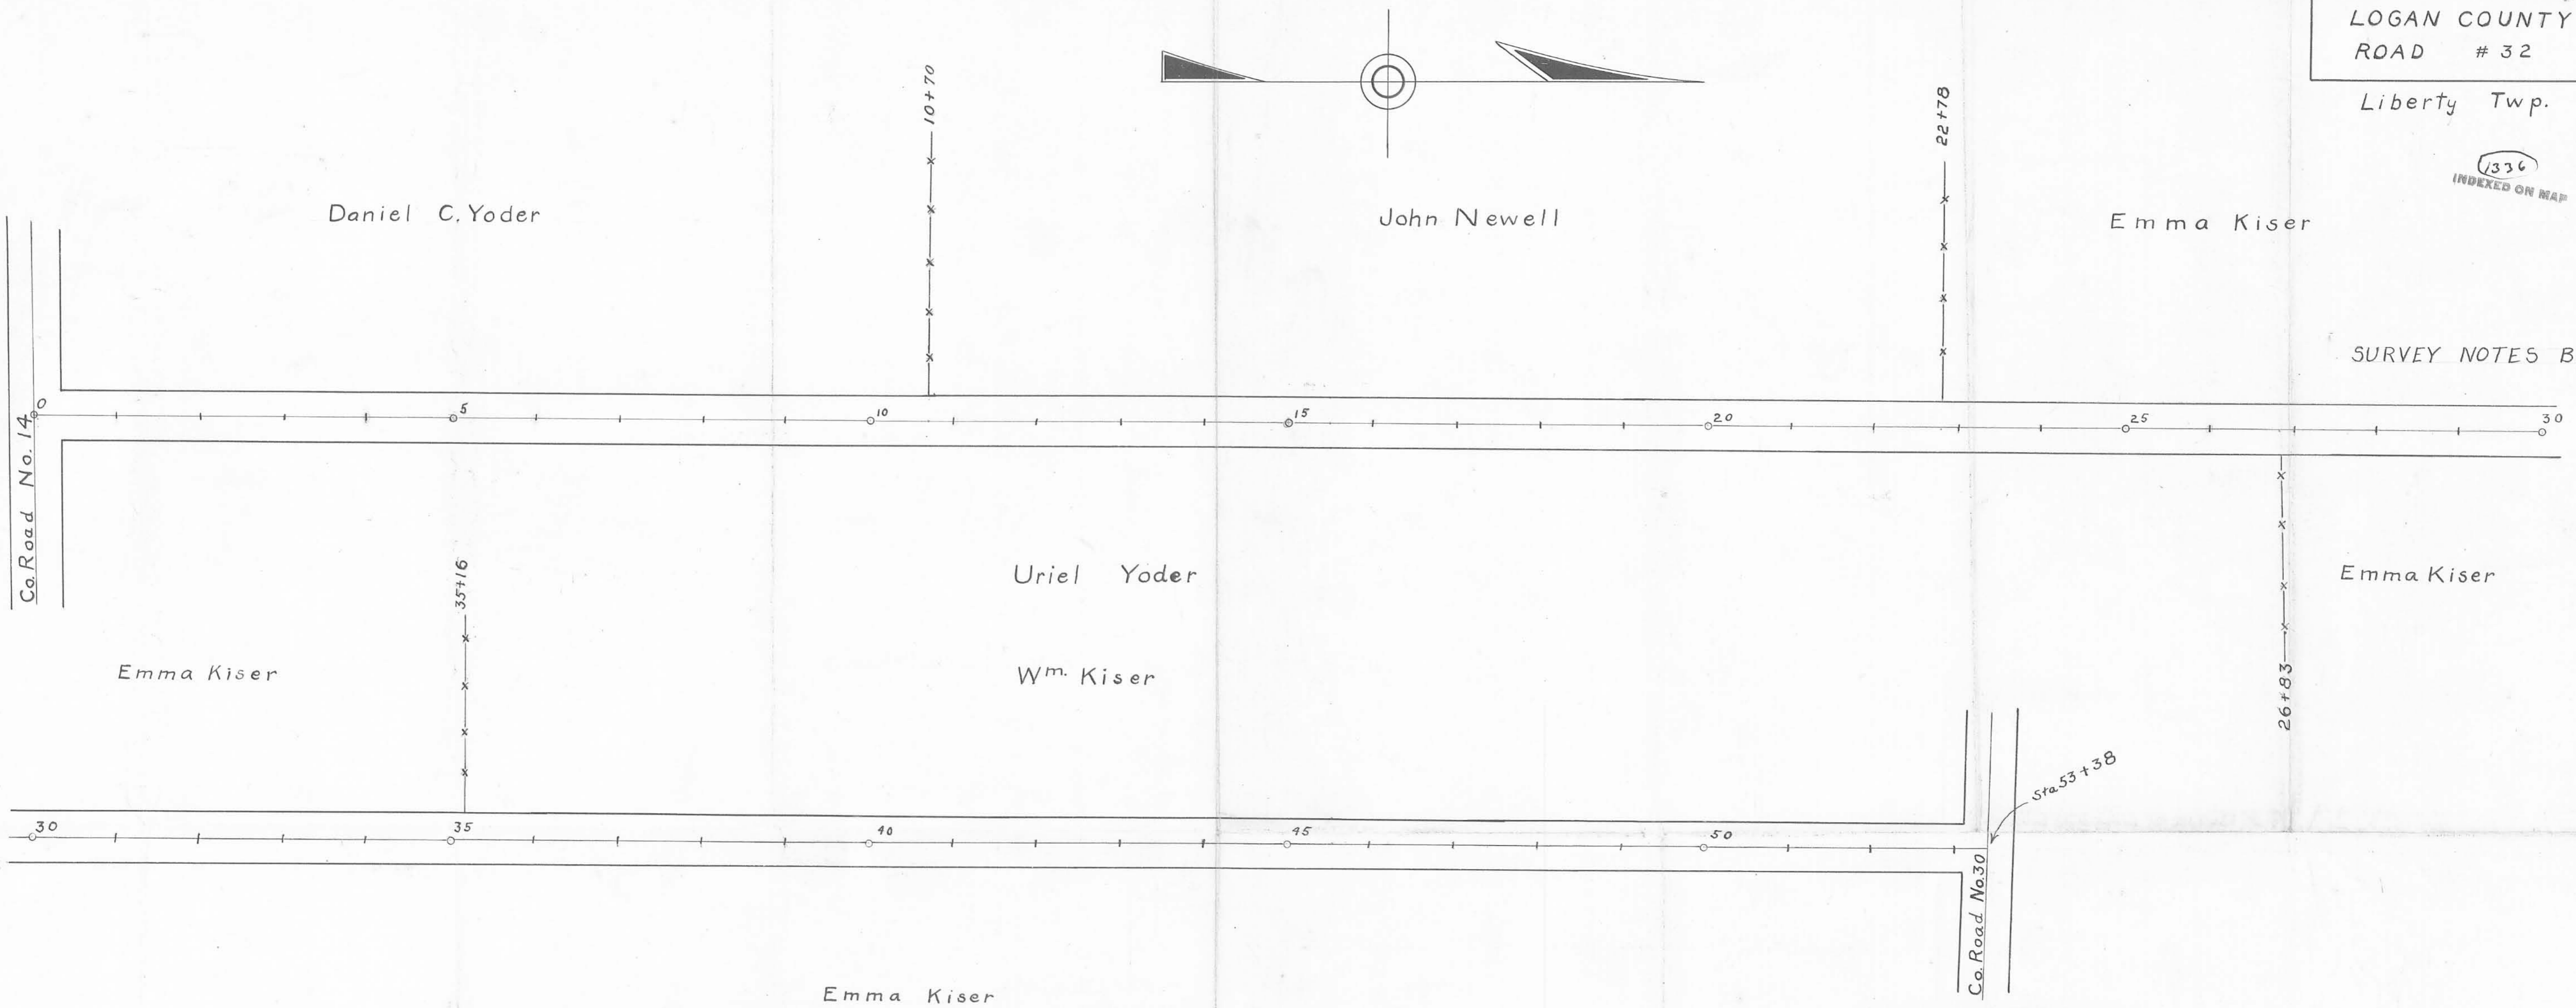 LOGAN COUNTY
ROAD # 32
Liberty Twp.
1336
INDEXED ON MAP
10+70
22+78
Daniel C. Yoder
John Newell
Emma Kiser
SURVEY NOTES B
Co. Road No. 14
0 5 10 15 20 25 30
35+16
Uriel Yoder
Emma Kiser
Emma Kiser
Wm. Kiser
26+83
Sta 53+38
30 35 40 45 50
Co. Road No. 30
Emma Kiser